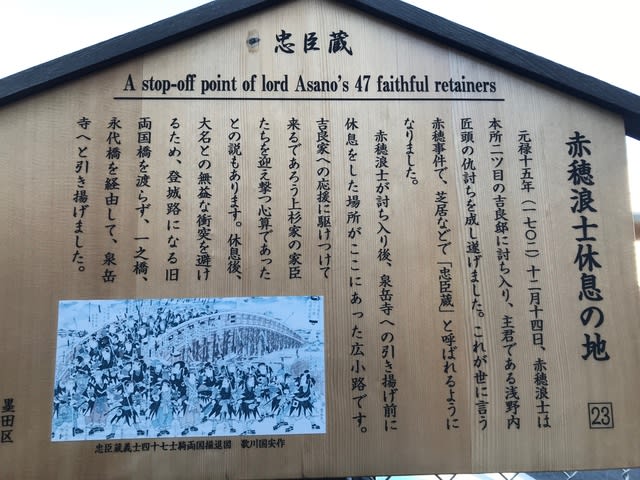 忠臣蔵
A stop-off point of lord Asano's 47 faithful retainers
赤穂浪士休息の地
23
元禄十五年(一七〇二)十二月十四日、赤穂浪士は
本所二ツ目の吉良邸に討ち入り、主君である浅野内
匠頭の仇討ちを成し遂げました。これが世に言う
赤穂事件で、芝居などで「忠臣蔵」と呼ばれるように
なりました。
赤穂浪士が討ち入り後、泉岳寺への引き揚げ前に
休息をした場所がここにあった広小路です。
吉良家への応援に駆けつけて
来るであろう上杉家の家臣
たちを迎え撃つ心算であった
との説もあります。休息後、
大名との無益な衝突を避け
るため、登城路になる旧
両国橋を渡らず、一之橋、
永代橋を経由して、泉岳
寺へと引き揚げました。
忠臣蔵義士四十七士騎両国揚退図 歌川国安作
墨田区